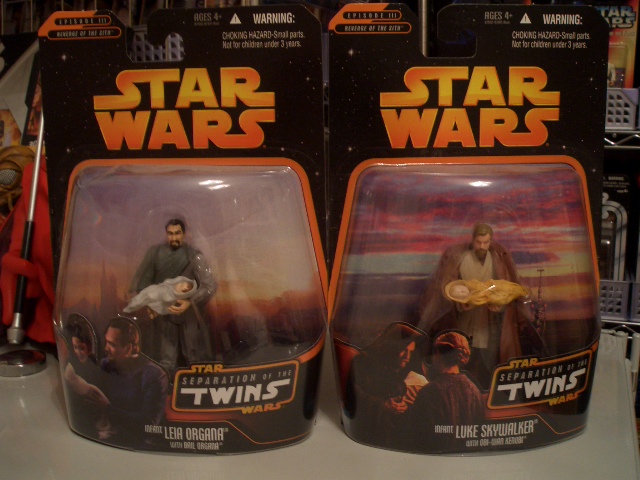 EPISODE III
REVENGE OF THE SITH
AGES 4+
WARNING:
CHOKING HAZARD-Small parts.
Not for children under 3 years.
STAR
WARS
STAR
SEPARATION OF THE
TWINS
WARS
INFANT LEIA ORGANA
WITH BAIL ORGANA
EPISODE III
REVENGE OF THE SITH
AGES 4+
WARNING:
CHOKING HAZARD-Small parts.
Not for children under 3 years.
STAR
WARS
STAR
SEPARATION OF THE
TWINS
WARS
INFANT LUKE SKYWALKER
WITH OBI-WAN KENOBI
STAR
WARS